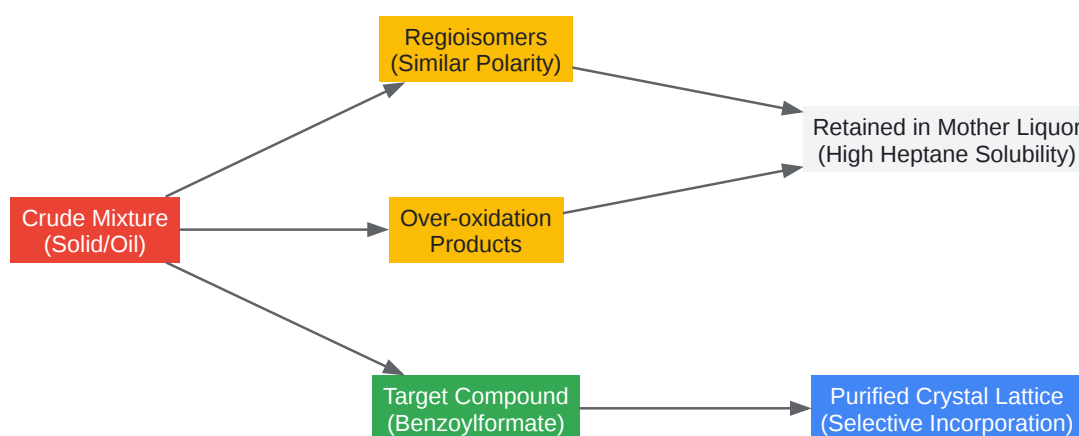 Regioisomers
(Similar Polarity)
Retained in Mother Liquor
(High Heptane Solubility)
Crude Mixture
(Solid/Oil)
Over-oxidation
Products
Target Compound
(Benzoylformate)
Purified Crystal Lattice
(Selective Incorporation)